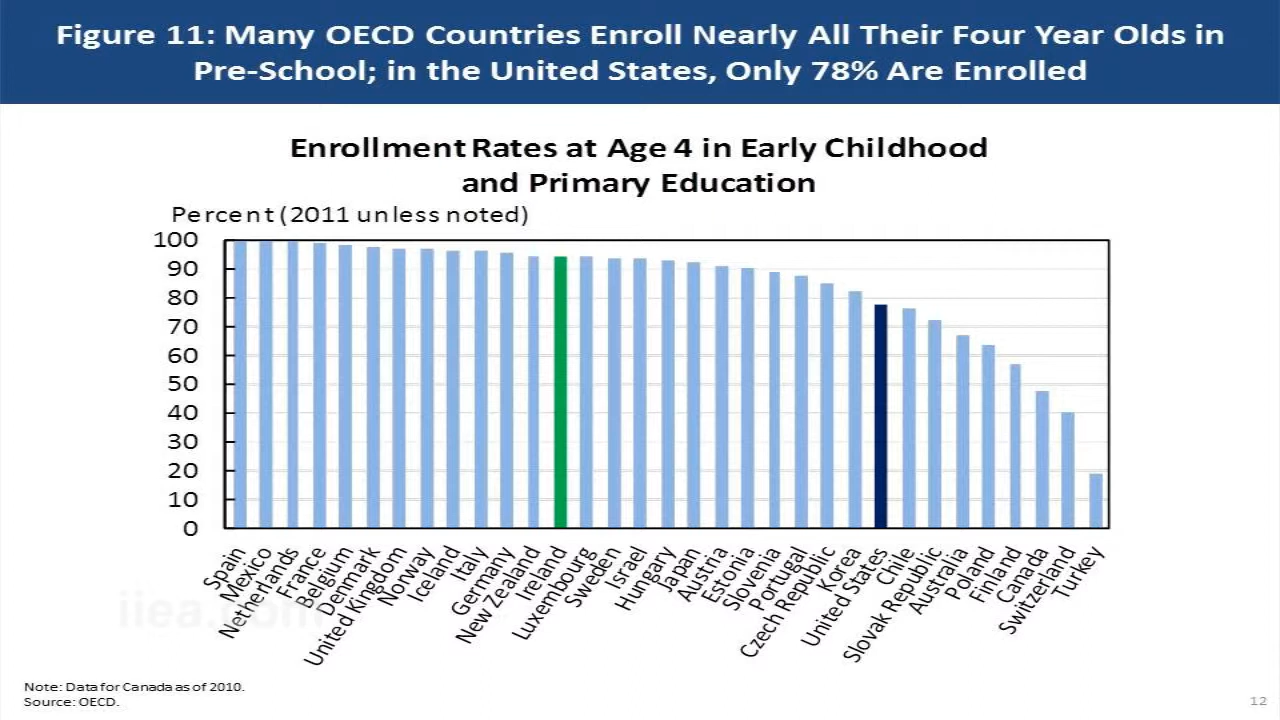 Figure 11: Many OECD Countries Enroll Nearly All Their Four Year Olds in
Pre-School; in the United States, Only 78% Are Enrolled
Enrollment Rates at Age 4 in Early Childhood
and Primary Education
Percent (2011 unless noted)
100
90
80
70
60
50
40
30
20
10
0
Spain
Mexico
Netherlands
France
Belgium
Denmark
United Kingdom
Norway
Iceland
Italy
Germany
New Zealand
Ireland
Luxembourg
Sweden
Israel
Hungary
Japan
Austria
Estonia
Slovenia
Portugal
Czech Republic
Korea
United States
Chile
Slovak Republic
Australia
Poland
Finland
Canada
Switzerland
Turkey
iiea.com
Note: Data for Canada as of 2010.
Source: OECD.
12